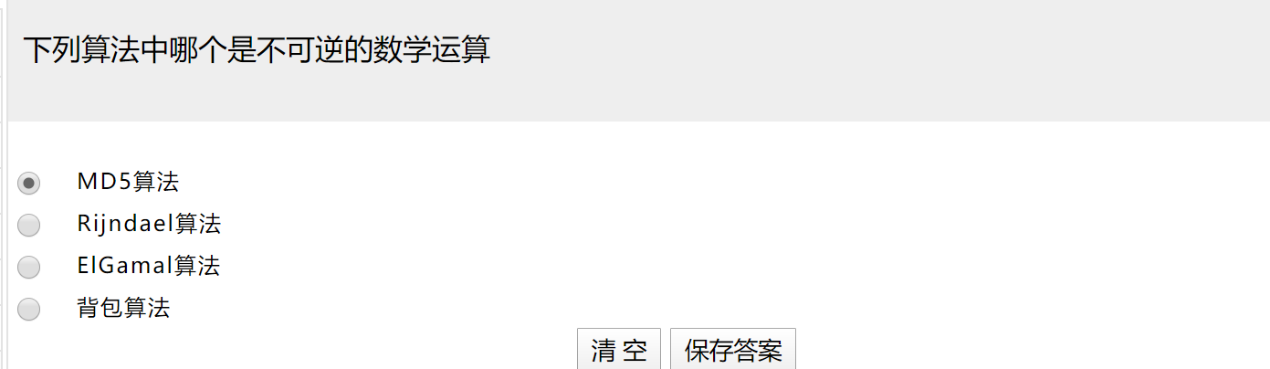 下列算法中哪个是不可逆的数学运算
MD5算法
Rijndael算法
ElGamal算法
背包算法
清 空 保存答案